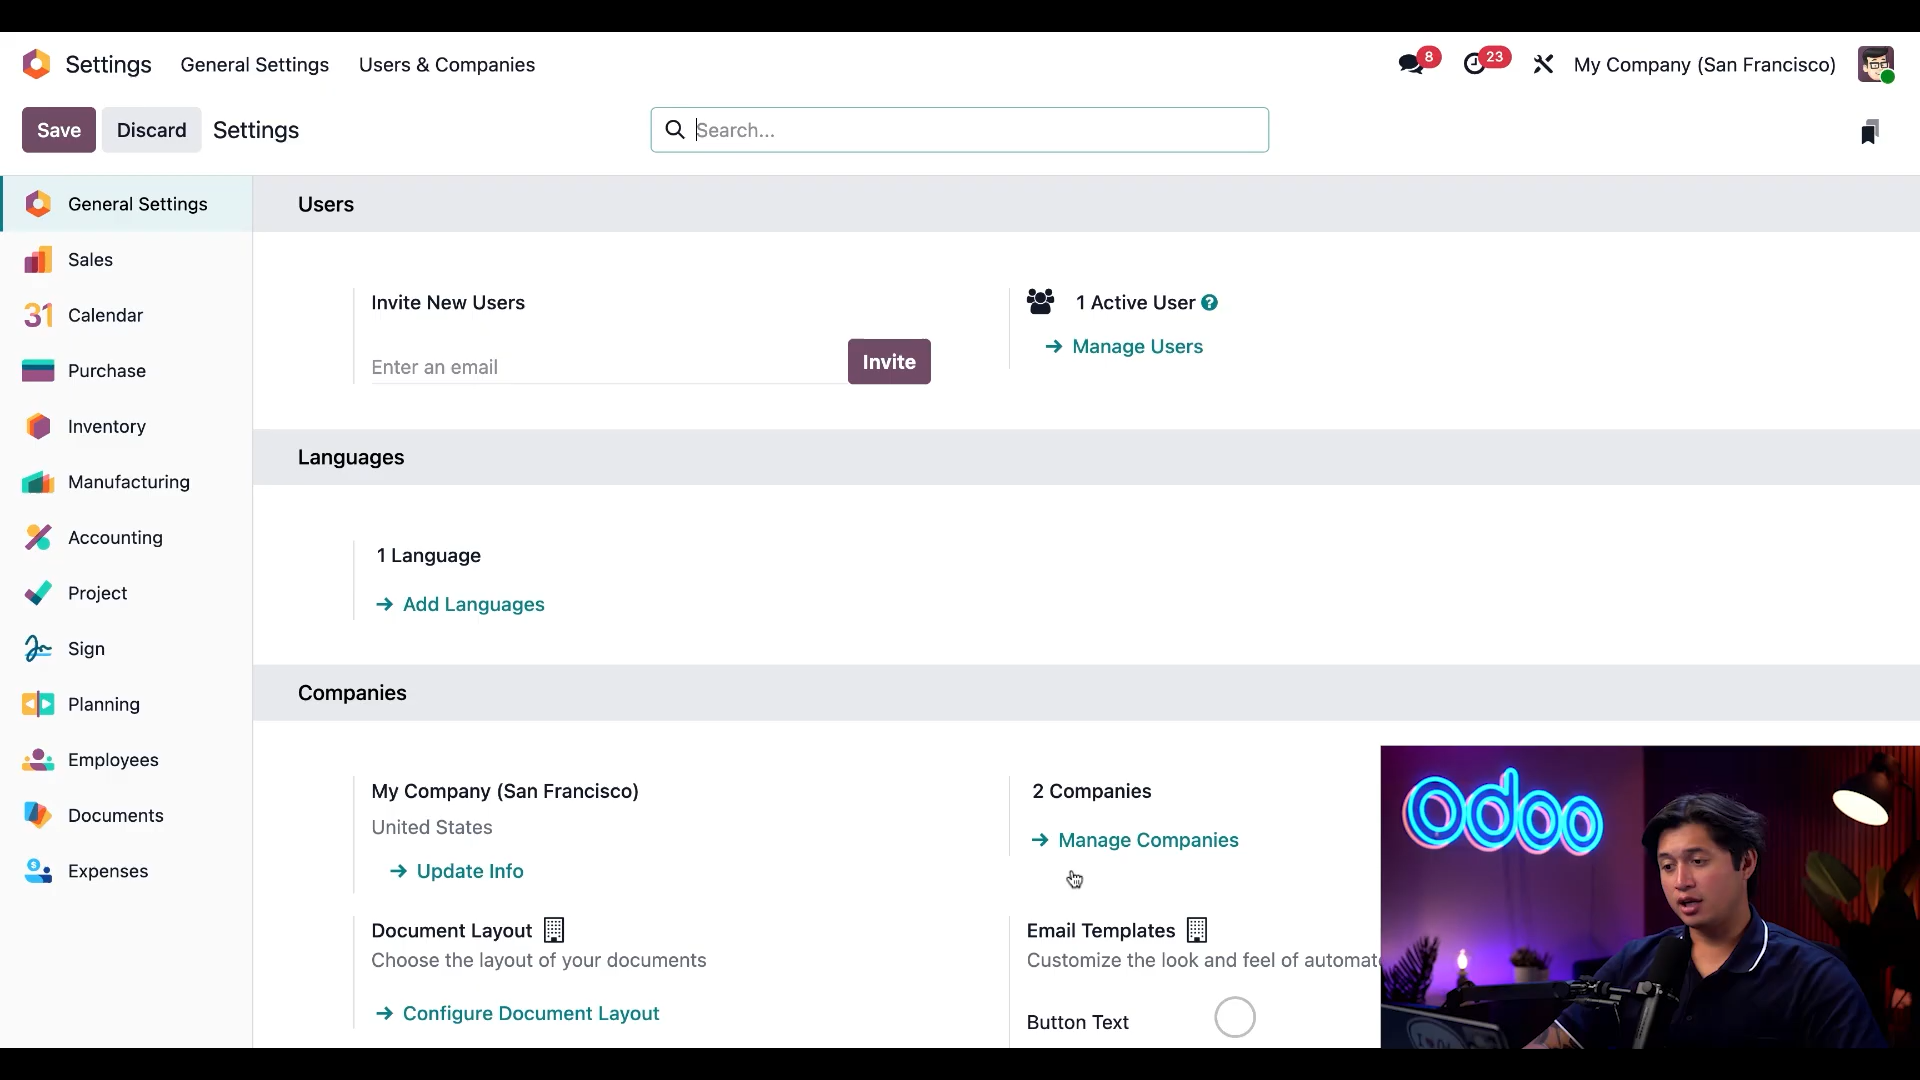 Settings General Settings Users & Companies 8 23 My Company (San Francisco)
Save Discard Settings Search...
General Settings
Sales
Calendar
Purchase
Inventory
Manufacturing
Accounting
Project
Sign
Planning
Employees
Documents
Expenses
31
Users
Invite New Users
Enter an email
Invite
1 Active User ?
Manage Users
Languages
1 Language
Add Languages
Companies
My Company (San Francisco)
United States
Update Info
2 Companies
Manage Companies
Document Layout
Choose the layout of your documents
Configure Document Layout
Email Templates
Customize the look and feel of automat
Button Text
odoo